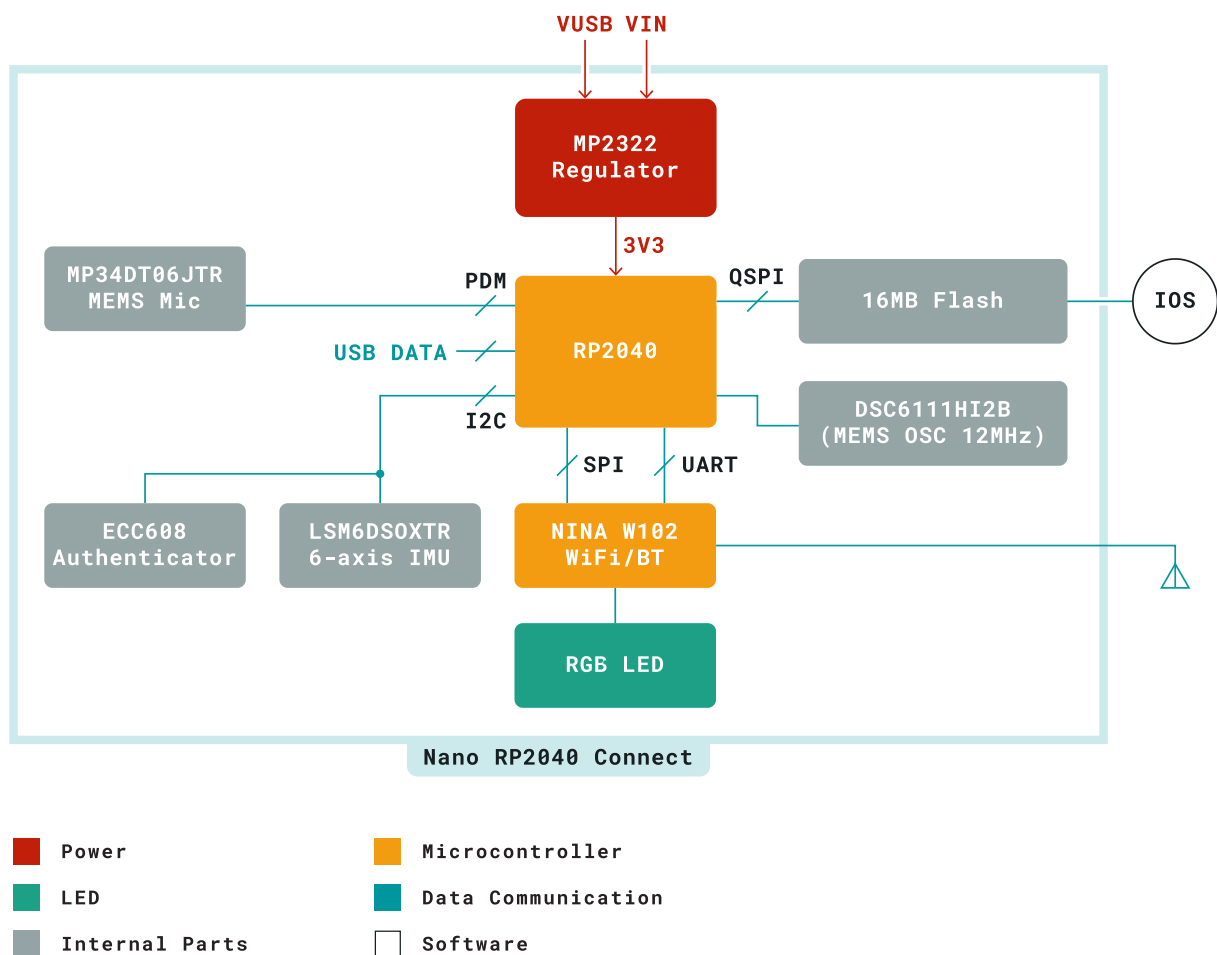 VUSB VIN
MP2322
Regulator
3V3
MP34DT06JTR
MEMS Mic
PDM
QSPI
16MB Flash
IOS
USB DATA
RP2040
I2C
DSC6111HI2B
(MEMS OSC 12MHz)
SPI
UART
ECC608
Authenticator
LSM6DSOXTR
6-axis IMU
NINA W102
WiFi/BT
RGB LED
Nano RP2040 Connect
Power
Microcontroller
LED
Data Communication
Internal Parts
Software